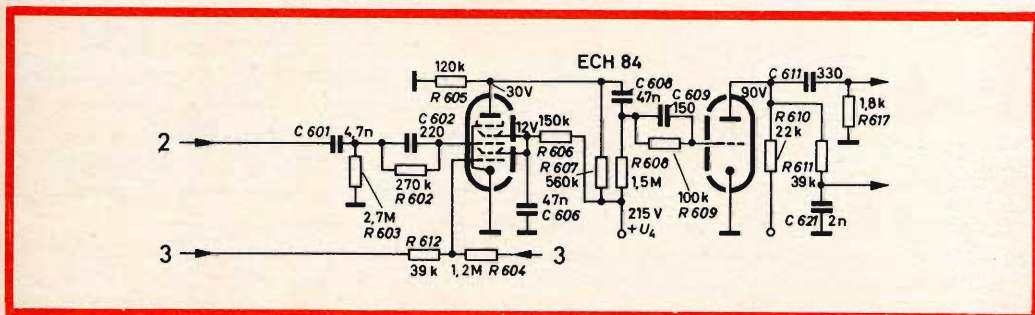 ECH 84
120k
R 605
30V
C 608
47n
C 609
150
90V
C 611
330
1,8k
R 617
2
C 601
4,7n
C 602
220
12V
150k
R 606
R 607
560k
R 608
1,5M
100k
R 609
R 610
22k
R 611
39k
270k
R 602
2,7M
R 603
47n
C 606
215 V
+U4
C 621
2n
3
R 612
39k
1,2M
R 604
3